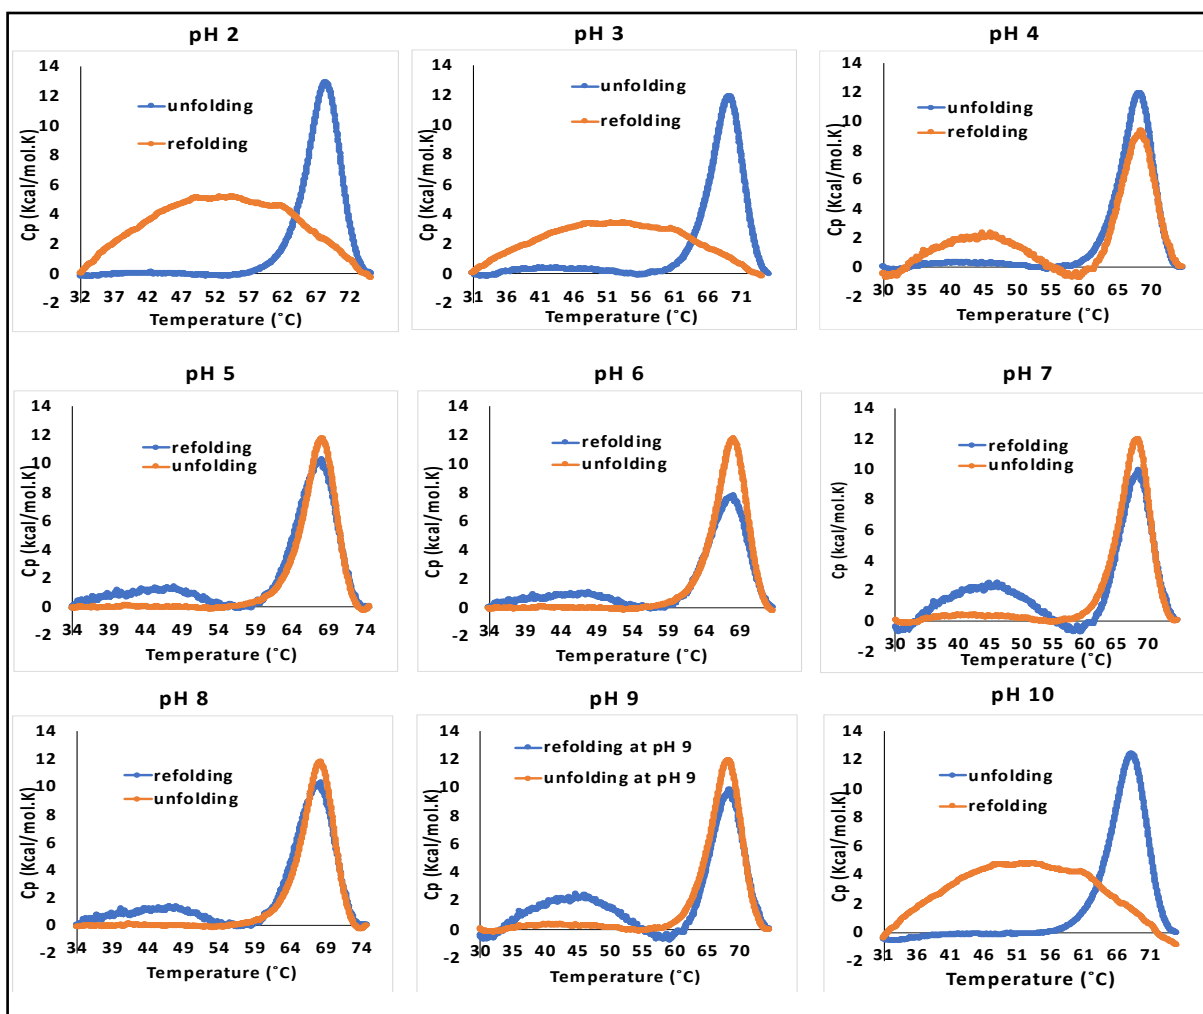 pH 2
14
12
10
8
6
4
2
0
-2
Cp (Kcal/mol.K)
unfolding
refolding
32 37 42 47 52 57 62 67 72
Temperature (˚C)
pH 3
14
12
10
8
6
4
2
0
-2
Cp (Kcal/mol.K)
unfolding
refolding
31 36 41 46 51 56 61 66 71
Temperature (˚C)
pH 4
14
12
10
8
6
4
2
0
-2
Cp (Kcal/mol.K)
unfolding
refolding
30 35 40 45 50 55 60 65 70
Temperature (˚C)
pH 5
14
12
10
8
6
4
2
0
-2
Cp (kcal/mol.K)
refolding
unfolding
34 39 44 49 54 59 64 69 74
Temperature (˚C)
pH 6
14
12
10
8
6
4
2
0
-2
Cp (Kcal/mol.K)
refolding
unfolding
34 39 44 49 54 59 64 69
Temperature (˚C)
pH 7
14
12
10
8
6
4
2
0
-2
Cp (kcal/mol.K)
refolding
unfolding
30 35 40 45 50 55 60 65 70
Temperature (˚C)
pH 8
14
12
10
8
6
4
2
0
-2
Cp (Kcal/mol.K)
refolding
unfolding
34 39 44 49 54 59 64 69 74
Temperature (˚C)
pH 9
14
12
10
8
6
4
2
0
-2
Cp (Kcal/mol.K)
refolding at pH 9
unfolding at pH 9
30 35 40 45 50 55 60 65 70
Temperature (˚C)
pH 10
14
12
10
8
6
4
2
0
-2
Cp (Kcal/mol.K)
unfolding
refolding
31 36 41 46 51 56 61 66 71
Temperature (˚C)